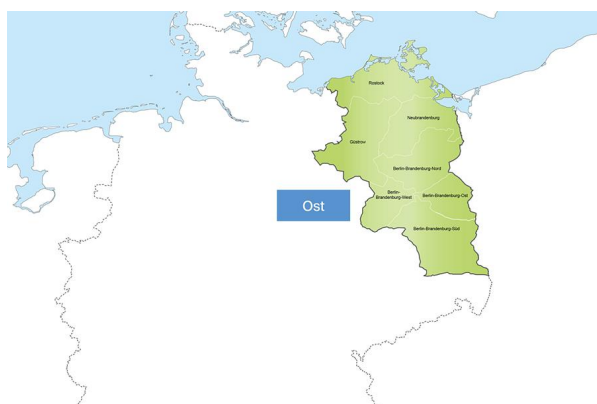 Rostock
Neubrandenburg
Güstrow
Berlin-Brandenburg-Nord
Berlin-
Brandenburg-West
Berlin-Brandenburg-Ost
Ost
Berlin-Brandenburg-Süd